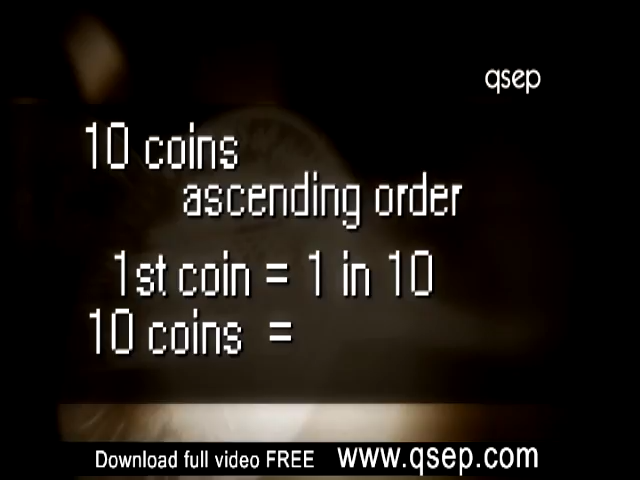 qsep
10 coins
ascending order
1st coin = 1 in 10
10 coins =
Download full video FREE www.qsep.com